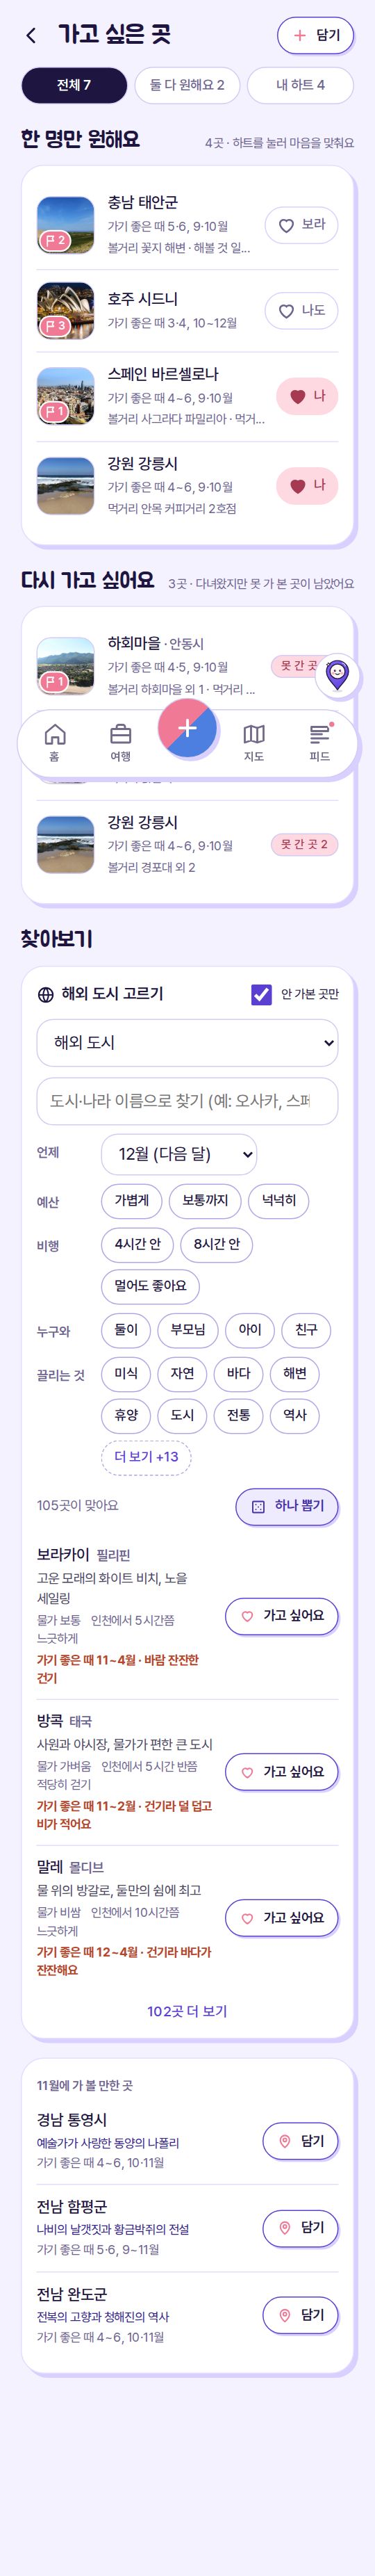 가고 싶은 곳
담기
전체 7
둘 다 원해요 2
내 하트 4
한 명만 원해요
4곳 · 하트를 눌러 마음을 맞춰요
충남 태안군
가기 좋은 때 5·6, 9·10월
볼거리 꽃지 해변 · 해볼 것 일...
2
보라
호주 시드니
가기 좋은 때 3·4, 10~12월
3
나도
스페인 바르셀로나
가기 좋은 때 4~6, 9·10월
볼거리 사그라다 파밀리아 · 먹거...
1
나
강원 강릉시
가기 좋은 때 4~6, 9·10월
먹거리 안목 커피거리 2호점
나
다시 가고 싶어요
3곳 · 다녀왔지만 못 가 본 곳이 남았어요
하회마을 · 안동시
가기 좋은 때 4·5, 9·10월
볼거리 하회마을 외 1 · 먹거리 ...
1
못 간 곳
홈
여행
지도
피드
강원 강릉시
가기 좋은 때 4~6, 9·10월
볼거리 경포대 외 2
못 간 곳 2
찾아보기
해외 도시 고르기
안 가본 곳만
해외 도시
도시·나라 이름으로 찾기 (예: 오사카, 스페
언제
12월 (다음 달)
예산
가볍게
보통까지
넉넉히
비행
4시간 안
8시간 안
멀어도 좋아요
누구와
둘이
부모님
아이
친구
끌리는 것
미식
자연
바다
해변
휴양
도시
전통
역사
더 보기 +13
105곳이 맞아요
하나 뽑기
보라카이 필리핀
고운 모래의 화이트 비치, 노을
세일링
물가 보통 인천에서 5시간쯤
느긋하게
가기 좋은 때 11~4월 · 바람 잔잔한
건기
가고 싶어요
방콕 태국
사원과 야시장, 물가가 편한 큰 도시
물가 가벼움 인천에서 5시간 반쯤
적당히 걷기
가기 좋은 때 11~2월 · 건기라 덜 덥고
비가 적어요
가고 싶어요
말레 몰디브
물 위의 방갈로, 둘만의 쉼에 최고
물가 비쌈 인천에서 10시간쯤
느긋하게
가기 좋은 때 12~4월 · 건기라 바다가
잔잔해요
가고 싶어요
102곳 더 보기
11월에 가 볼 만한 곳
경남 통영시
예술가가 사랑한 동양의 나폴리
가기 좋은 때 4~6, 10·11월
담기
전남 함평군
나비의 날갯짓과 황금박쥐의 전설
가기 좋은 때 5·6, 9~11월
담기
전남 완도군
전복의 고향과 청해진의 역사
가기 좋은 때 4~6, 10·11월
담기